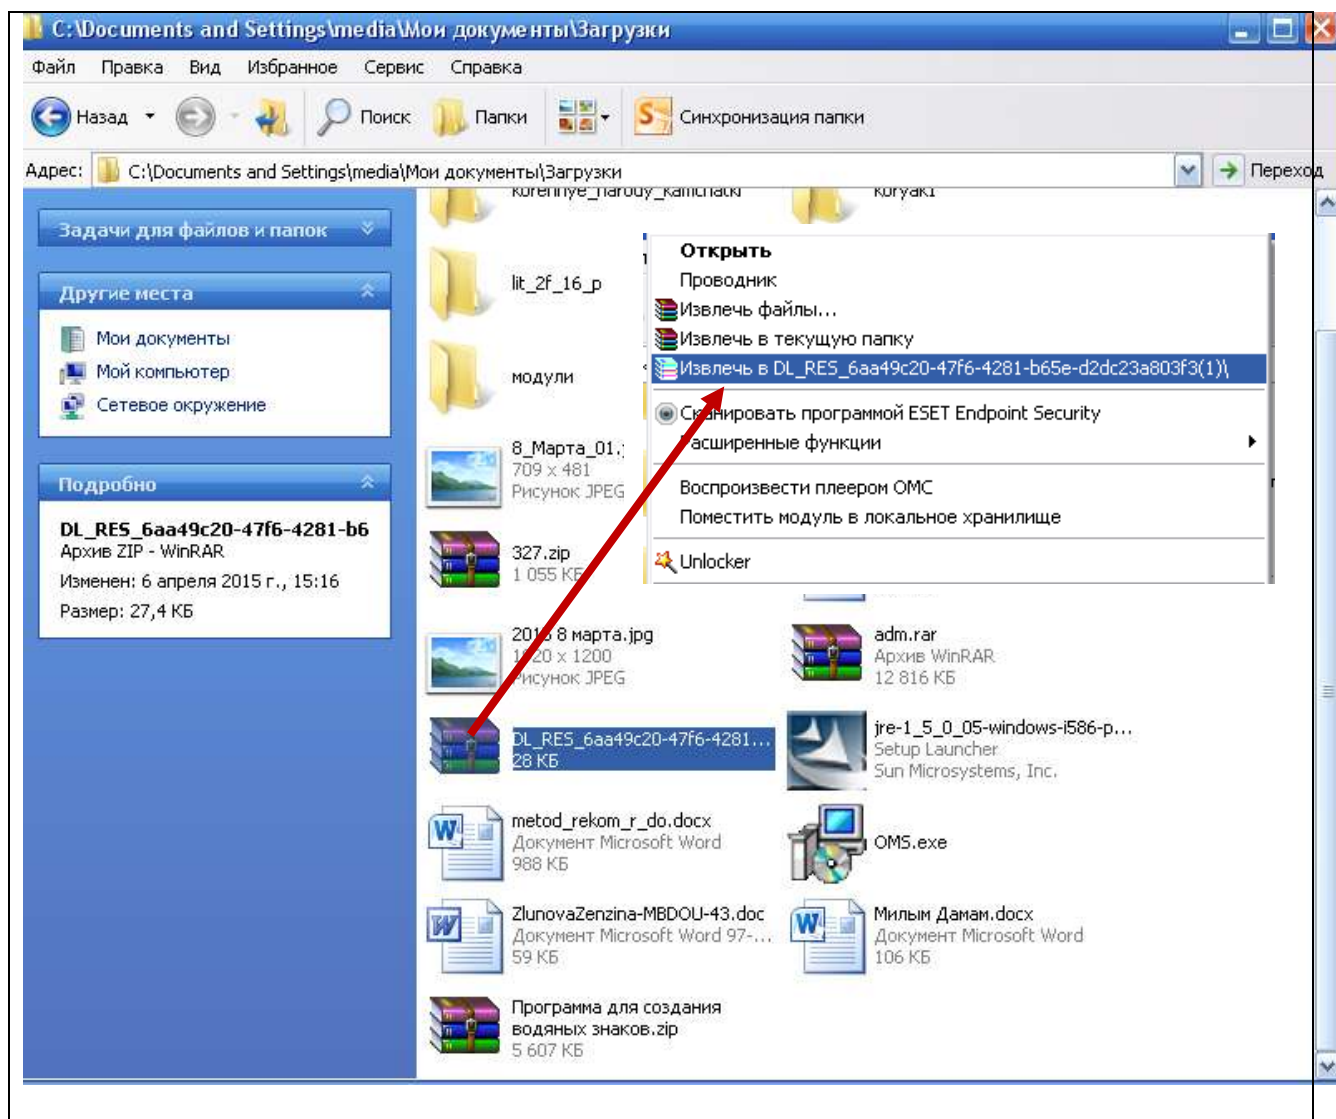 C:\Documents and Settings\media\Мои документы\Загрузки
Файл Правка Вид Избранное Сервис Справка
Назад Поиск Папки Синхронизация папки
Адрес: C:\Documents and Settings\media\Мои документы\Загрузки Переход
korennye_narody_kamchatki
koryaki
Задачи для файлов и папок
Другие места
Мои документы
Мой компьютер
Сетевое окружение
Подробно
DL_RES_6aa49c20-47f6-4281-b6
Архив ZIP - WinRAR
Изменен: 6 апреля 2015 г., 15:16
Размер: 27,4 КБ
lit_2f_16_p
модули
8_Марта_01.j
709 x 481
Рисунок JPEG
327.zip
1 055 КБ
Открыть
Проводник
Извлечь файлы...
Извлечь в текущую папку
Извлечь в DL_RES_6aa49c20-47f6-4281-b65e-d2dc23a803f3(1)\
Сканировать программой ESET Endpoint Security
Расширенные функции
Воспроизвести плеером ОМС
Поместить модуль в локальное хранилище
Unlocker
8 марта.jpg
x 1200
Рисунок JPEG
adm.rar
Архив WinRAR
12 816 КБ
DL_RES_6aa49c20-47f6-4281...
28 КБ
jre-1_5_0_05-windows-i586-p...
Setup Launcher
Sun Microsystems, Inc.
metod_rekom_r_do.docx
Документ Microsoft Word
988 КБ
OMS.exe
ZlunovaZenzina-MBDOU-43.doc
Документ Microsoft Word 97-...
59 КБ
Милым Дамам.docx
Документ Microsoft Word
106 КБ
Программа для создания
водяных знаков.zip
5 607 КБ